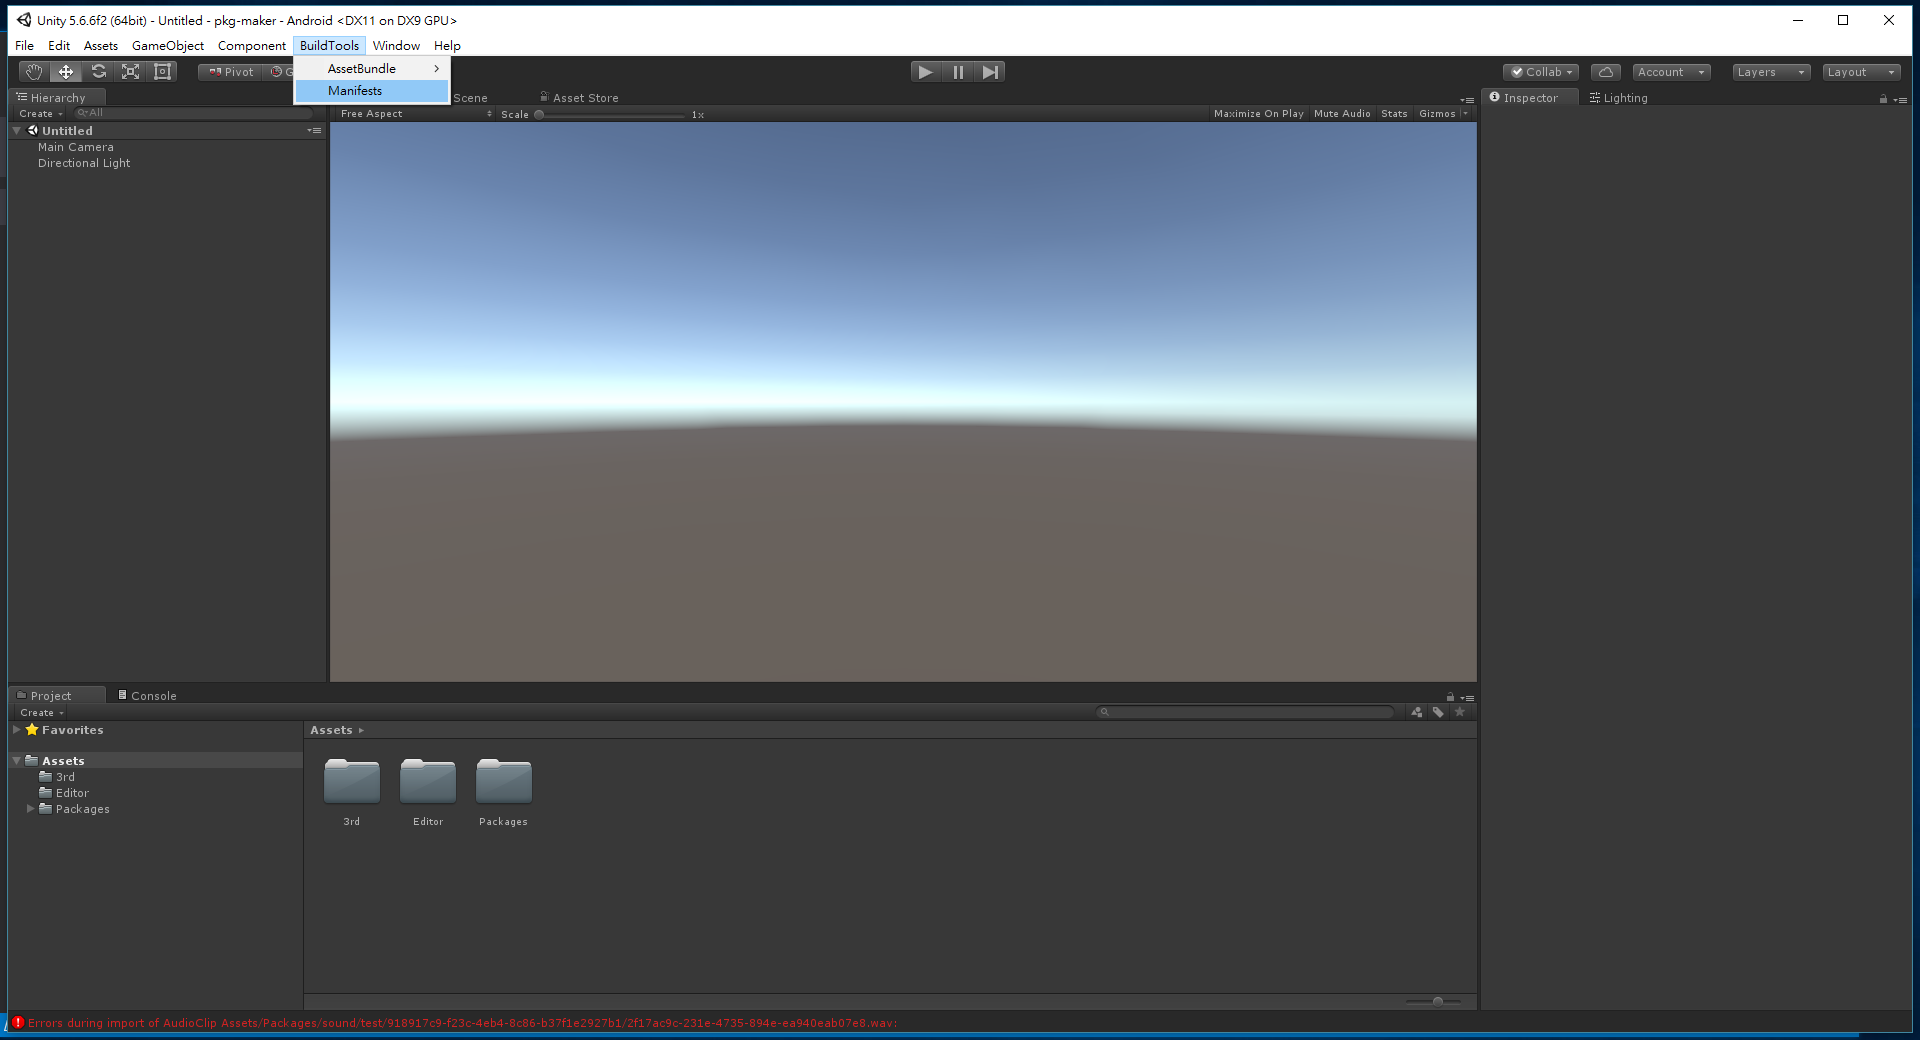 Unity 5.6.6f2 (64bit) - Untitled - pkg-maker - Android <DX11 on DX9 GPU>
File Edit Assets GameObject Component BuildTools Window Help
Pivot G Collab Account Layers Layout
AssetBundle
Manifests
Hierarchy Scene Asset Store Inspector Lighting
Create All Free Aspect Scale 1x Maximize On Play Mute Audio Stats Gizmos
Untitled
Main Camera
Directional Light
Project Console
Create
Favorites Assets
Assets
3rd
Editor
Packages
3rd Editor Packages
Errors during import of AudioClip Assets/Packages/sound/test/918917c9-f23c-4eb4-8c86-b37f1e2927b1/2f17ac9c-231e-4735-894e-ea940eab07e8.wav: